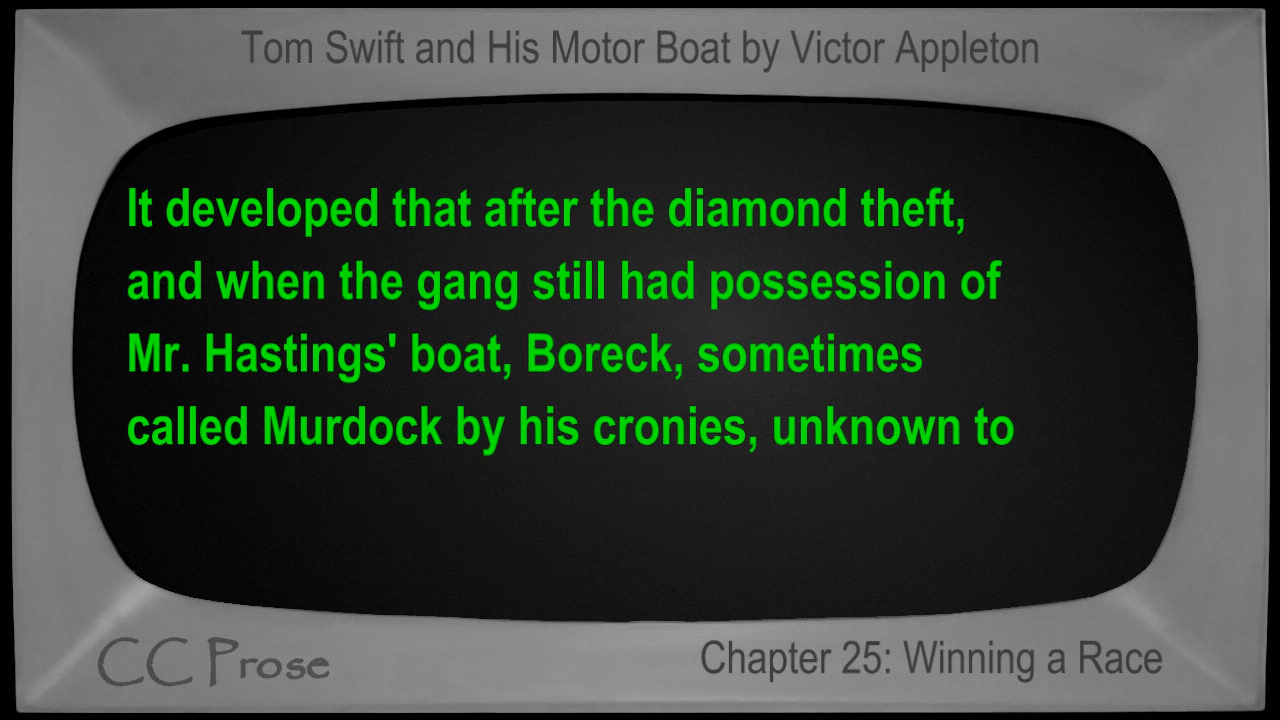 Tom Swift and His Motor Boat by Victor Appleton
It developed that after the diamond theft,
and when the gang still had possession of
Mr. Hastings' boat, Boreck, sometimes
called Murdock by his cronies, unknown to
CC Prose
Chapter 25: Winning a Race